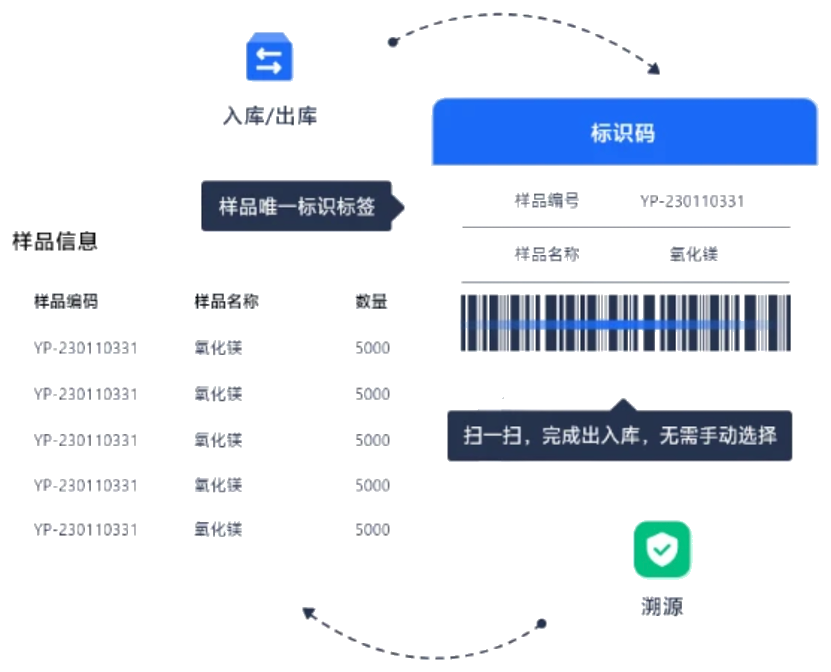 入库/出库
标识码
样品唯一标识标签
样品编号 YP-230110331
样品名称 氧化镁
样品信息
样品编码 样品名称 数量
YP-230110331 氧化镁 5000
YP-230110331 氧化镁 5000
YP-230110331 氧化镁 5000
YP-230110331 氧化镁 5000
YP-230110331 氧化镁 5000
扫一扫，完成出入库，无需手动选择
溯源